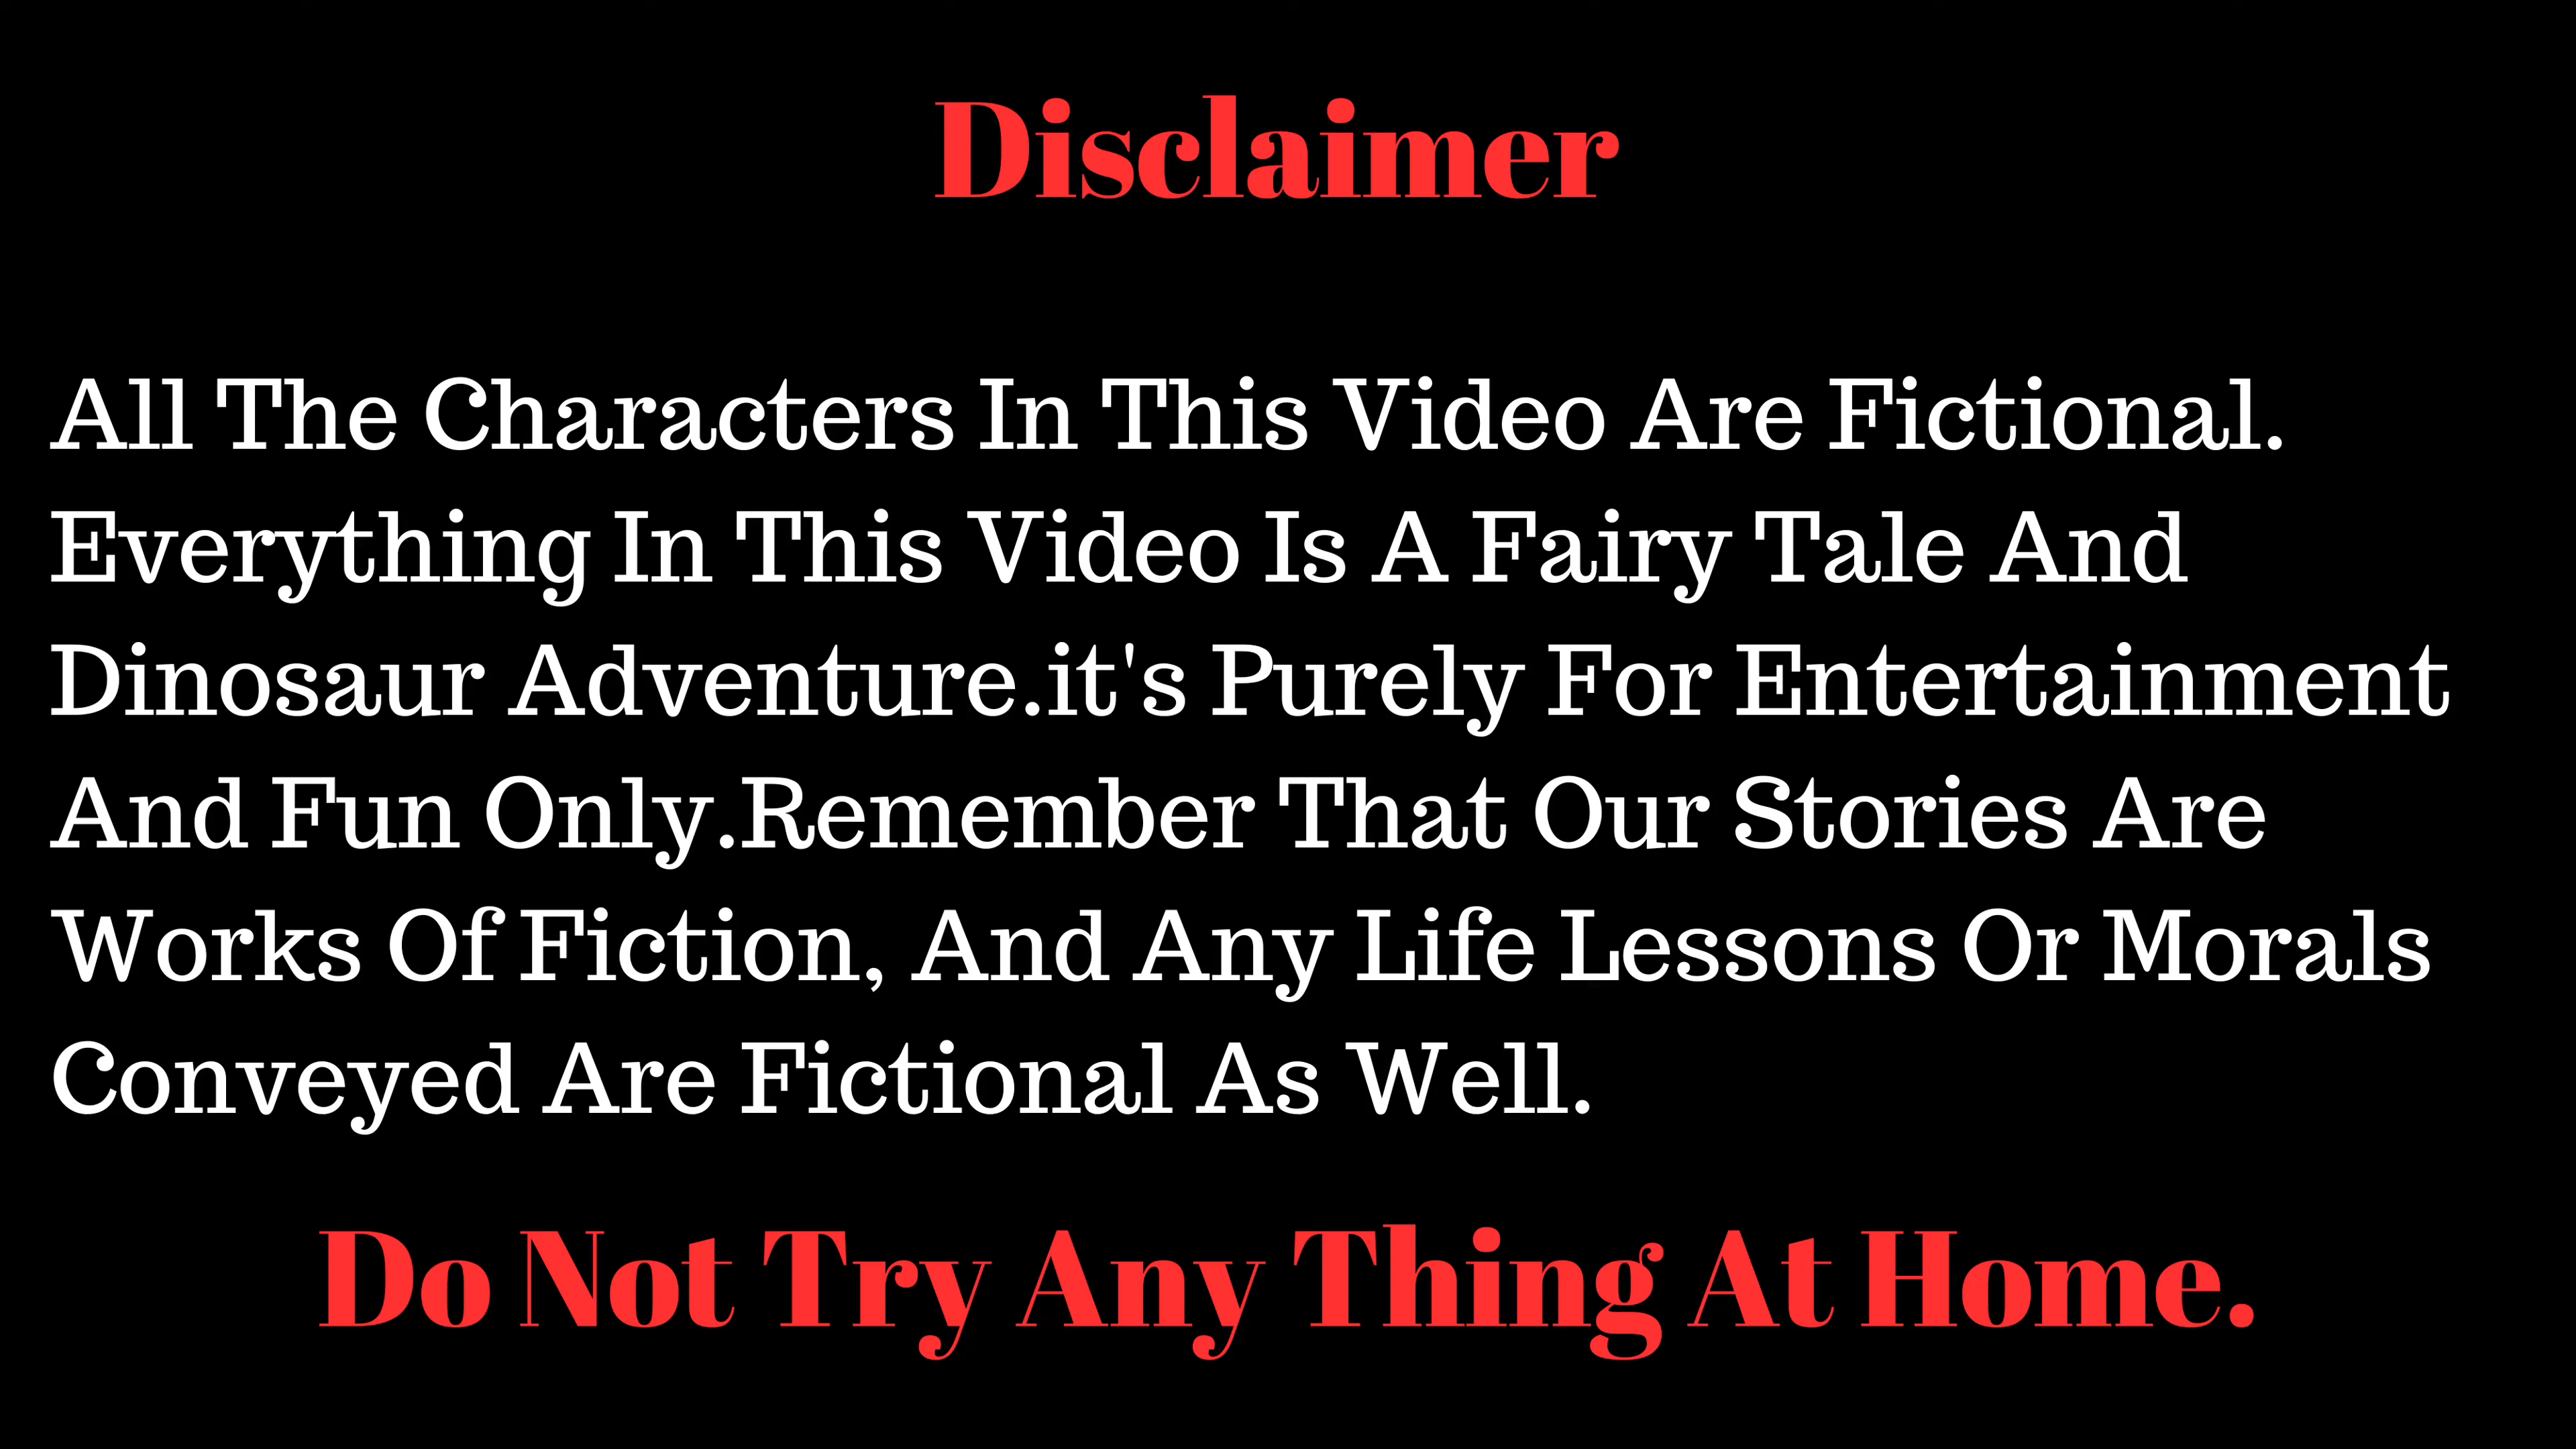 Disclaimer
All The Characters In This Video Are Fictional.
Everything In This Video Is A Fairy Tale And
Dinosaur Adventure.it's Purely For Entertainment
And Fun Only.Remember That Our Stories Are
Works Of Fiction, And Any Life Lessons Or Morals
Conveyed Are Fictional As Well.
Do Not Try Any Thing At Home.